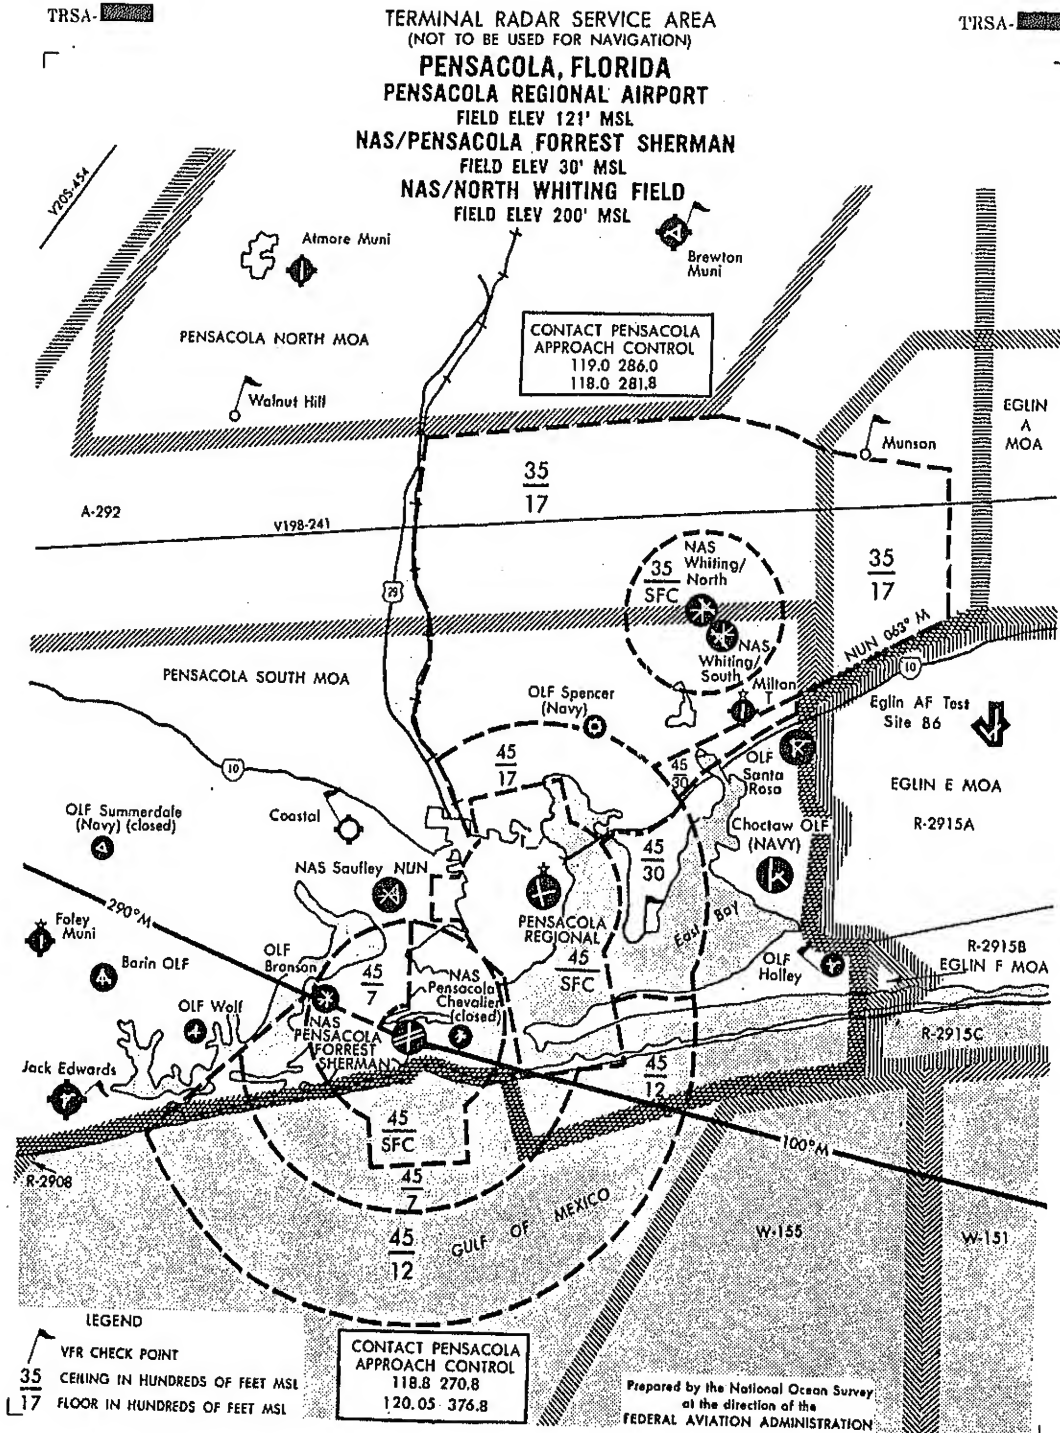 TRSA-
TRSA-
TERMINAL RADAR SERVICE AREA
(NOT TO BE USED FOR NAVIGATION)
PENSACOLA, FLORIDA
PENSACOLA REGIONAL AIRPORT
FIELD ELEV 121' MSL
NAS/PENSACOLA FORREST SHERMAN
FIELD ELEV 30' MSL
NAS/NORTH WHITING FIELD
FIELD ELEV 200' MSL
V20S-454
Atmore Muni
Brewton
Muni
PENSACOLA NORTH MOA
CONTACT PENSACOLA
APPROACH CONTROL
119.0 286.0
118.0 281.8
Walnut Hill
EGLIN
A
MOA
Munson
35
17
A-292
V198-241
NAS
Whiting/
North
35
SFC
35
17
29
NAS
Whiting/
South
NUN 063° M
10
PENSACOLA SOUTH MOA
OLF Spencer
(Navy)
Milton
T
Eglin AF Test
Site 86
45
17
45
30
OLF
Santa
Rosa
10
EGLIN E MOA
R-2915A
OLF Summerdale
(Navy) (closed)
Coastal
Choctaw OLF
(NAVY)
45
30
NAS Saufley NUN
290°M
Foley
Muni
PENSACOLA
REGIONAL
East Bay
OLF
Bronson
45
7
45
SFC
Barin OLF
NAS
Pensacola
Chevalier
(closed)
OLF
Holley
R-2915B
EGLIN F MOA
OLF Wolf
NAS
PENSACOLA
FORREST
SHERMAN
R-2915C
Jack Edwards
45
12
45
SFC
100°M
R-2908
45
7
45
12
GULF OF MEXICO
W-155
W-151
LEGEND
VFR CHECK POINT
35 CEILING IN HUNDREDS OF FEET MSL
17 FLOOR IN HUNDREDS OF FEET MSL
CONTACT PENSACOLA
APPROACH CONTROL
118.8 270.8
120.05 376.8
Prepared by the National Ocean Survey
at the direction of the
FEDERAL AVIATION ADMINISTRATION